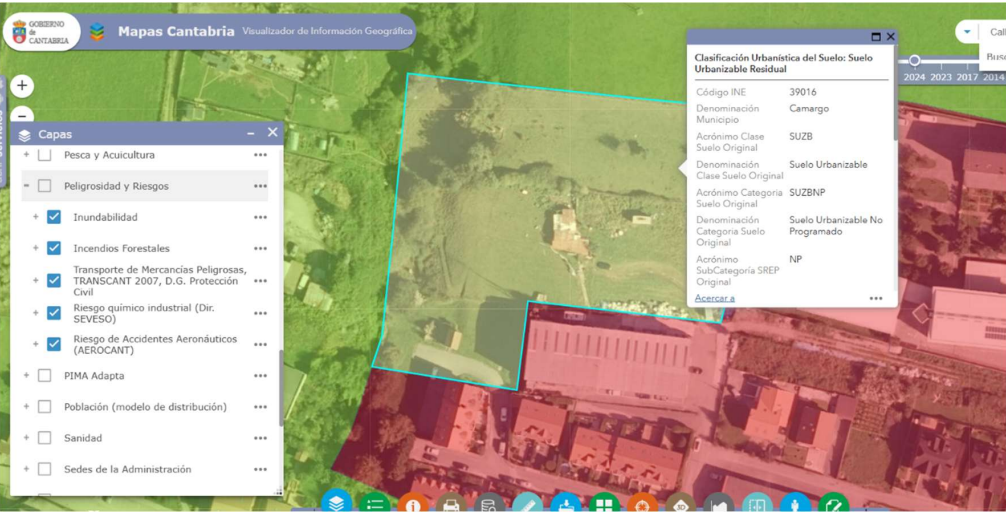 GOBIERNO
de
CANTABRIA
Mapas Cantabria Visualizador de Información Geográfica
2024 2023 2017 2014
Capas
Pesca y Acuicultura
Peligrosidad y Riesgos
Inundabilidad
Incendios Forestales
Transporte de Mercancías Peligrosas,
TRANSCANT 2007, D.G. Protección
Civil
Riesgo químico industrial (Dir.
SEVESO)
Riesgo de Accidentes Aeronáuticos
(AEROCANT)
PIMA Adapta
Población (modelo de distribución)
Sanidad
Sedes de la Administración
Clasificación Urbanística del Suelo: Suelo
Urbanizable Residual
Código INE 39016
Denominación Camargo
Municipio
Acrónimo Clase SUZB
Suelo Original
Denominación Suelo Urbanizable
Clase Suelo Original
Acrónimo Categoria SUZBNP
Suelo Original
Denominación Suelo Urbanizable No
Categoria Suelo Programado
Original
Acrónimo NP
SubCategoría SREP
Original
Acercar a
3D